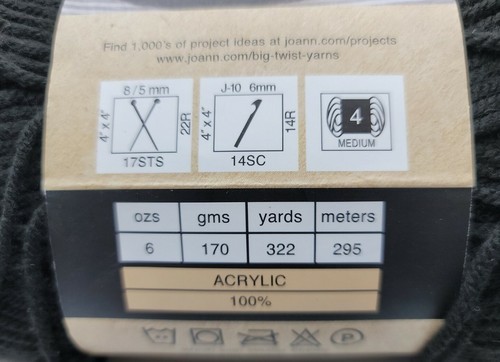 Find 1,000's of project ideas at joann.com/projects
www.joann.com/big-twist-yarns
8/5 mm
4" x 4"
22R
17STS
J-10 6mm
4" x 4"
14R
14SC
4
MEDIUM
ozs gms yards meters
6 170 322 295
ACRYLIC
100%
P